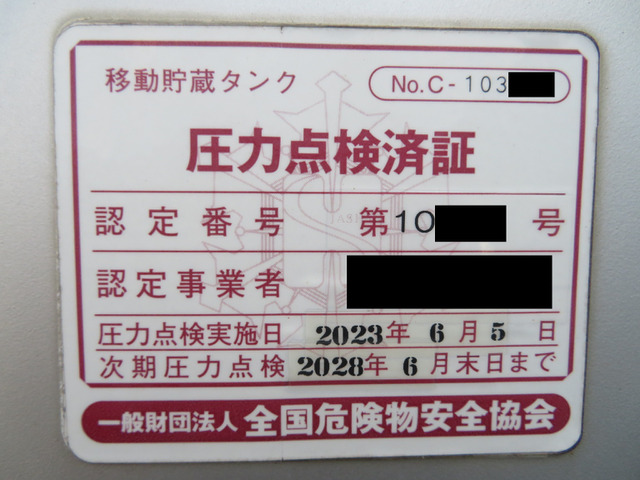 移動貯蔵タンク No.C-103
圧力点検済証
認定番号 第10 号
認定事業者
圧力点検実施日 2023年 6月 5日
次期圧力点検 2028年 6月末日まで
一般財団法人 全国危険物安全協会